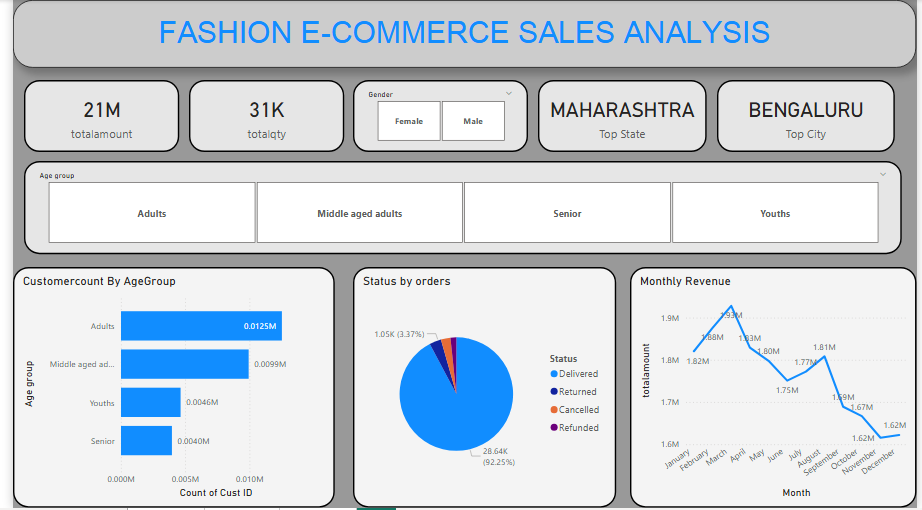 FASHION E-COMMERCE SALES ANALYSIS
21M
totalamount
31K
totalqty
Gender
Female
Male
MAHARASHTRA
Top State
BENGALURU
Top City
Age group
Adults
Middle aged adults
Senior
Youths
Customercount By AgeGroup
Age group
Adults
0.0125M
Middle aged ad...
0.0099M
Youths
0.0046M
Senior
0.0040M
0.000M
0.005M
0.010M
Count of Cust ID
Status by orders
1.05K (3.37%)
28.64K
(92.25%)
Status
Delivered
Returned
Cancelled
Refunded
Monthly Revenue
totalamount
1.9M
1.8M
1.7M
1.6M
1.82M
1.88M
1.93M
1.83M
1.80M
1.75M
1.77M
1.81M
1.69M
1.67M
1.62M
1.62M
January
February
March
April
May
June
July
August
September
October
November
December
Month